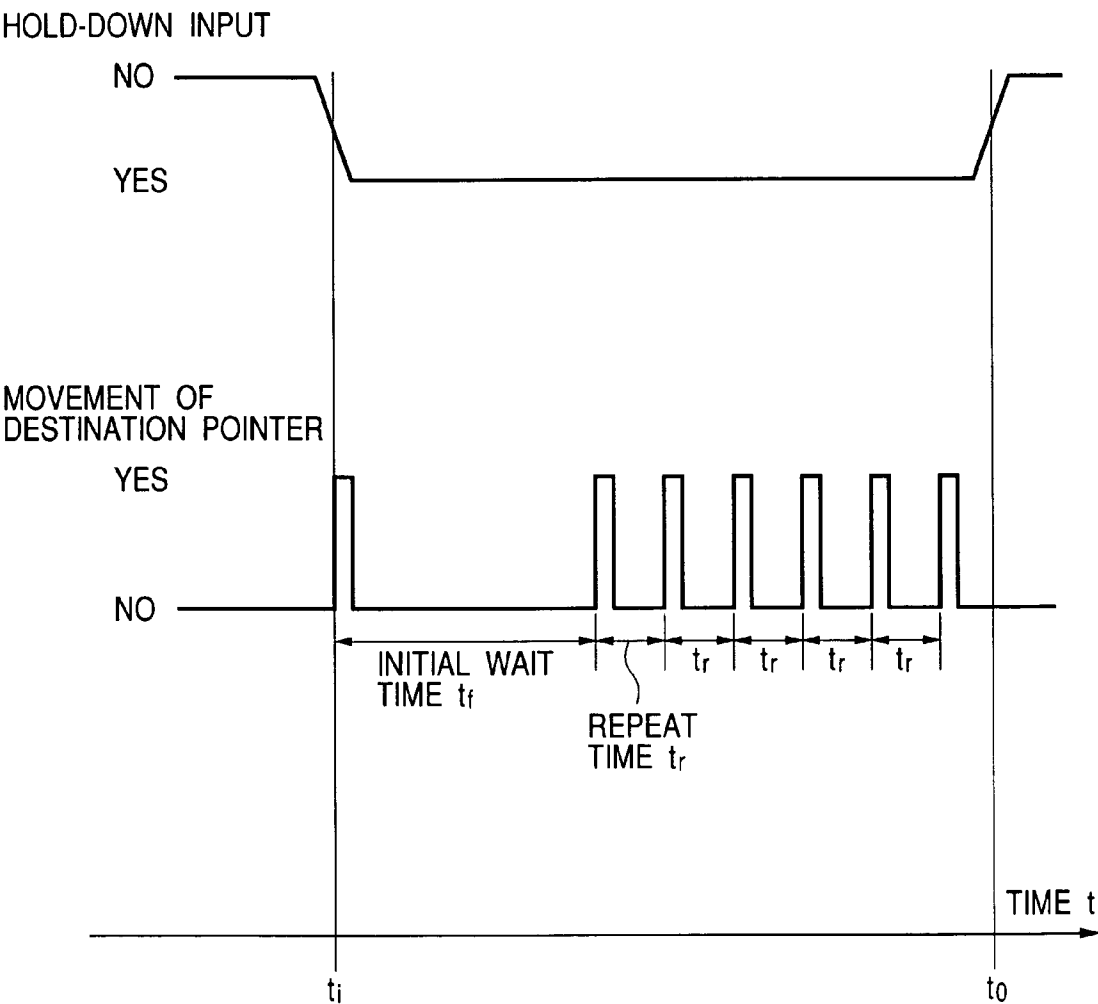 HOLD-DOWN INPUT
NO
YES
MOVEMENT OF
DESTINATION POINTER
YES
NO
INITIAL WAIT
TIME tf
tr tr tr tr
REPEAT
TIME tr
TIME t
ti t0